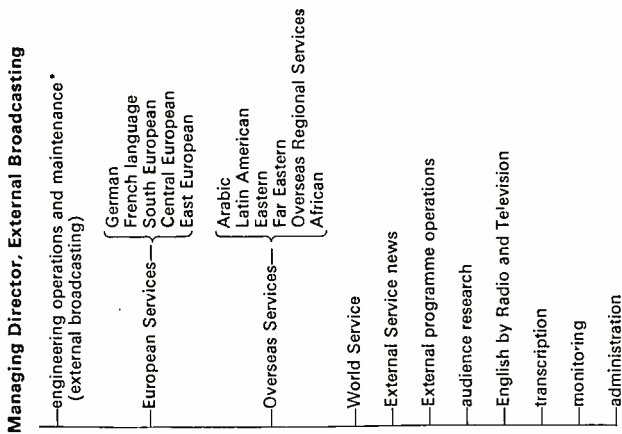 Managing Director, External Broadcasting
engineering operations and maintenance*
(external broadcasting)
European Services
German
French language
South European
Central European
East European
Overseas Services
Arabic
Latin American
Eastern
Far Eastern
Overseas Regional Services
African
World Service
External Service news
External programme operations
audience research
English by Radio and Television
transcription
monitoring
administration